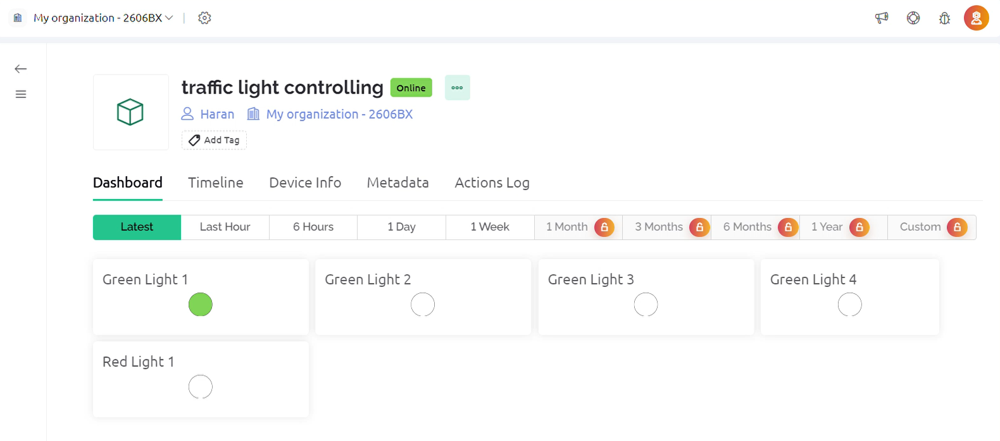 My organization - 2606BX
traffic light controlling Online
Haran My organization - 2606BX
Add Tag
Dashboard Timeline Device Info Metadata Actions Log
Latest Last Hour 6 Hours 1 Day 1 Week 1 Month 3 Months 6 Months 1 Year Custom
Green Light 1 Green Light 2 Green Light 3 Green Light 4
Red Light 1